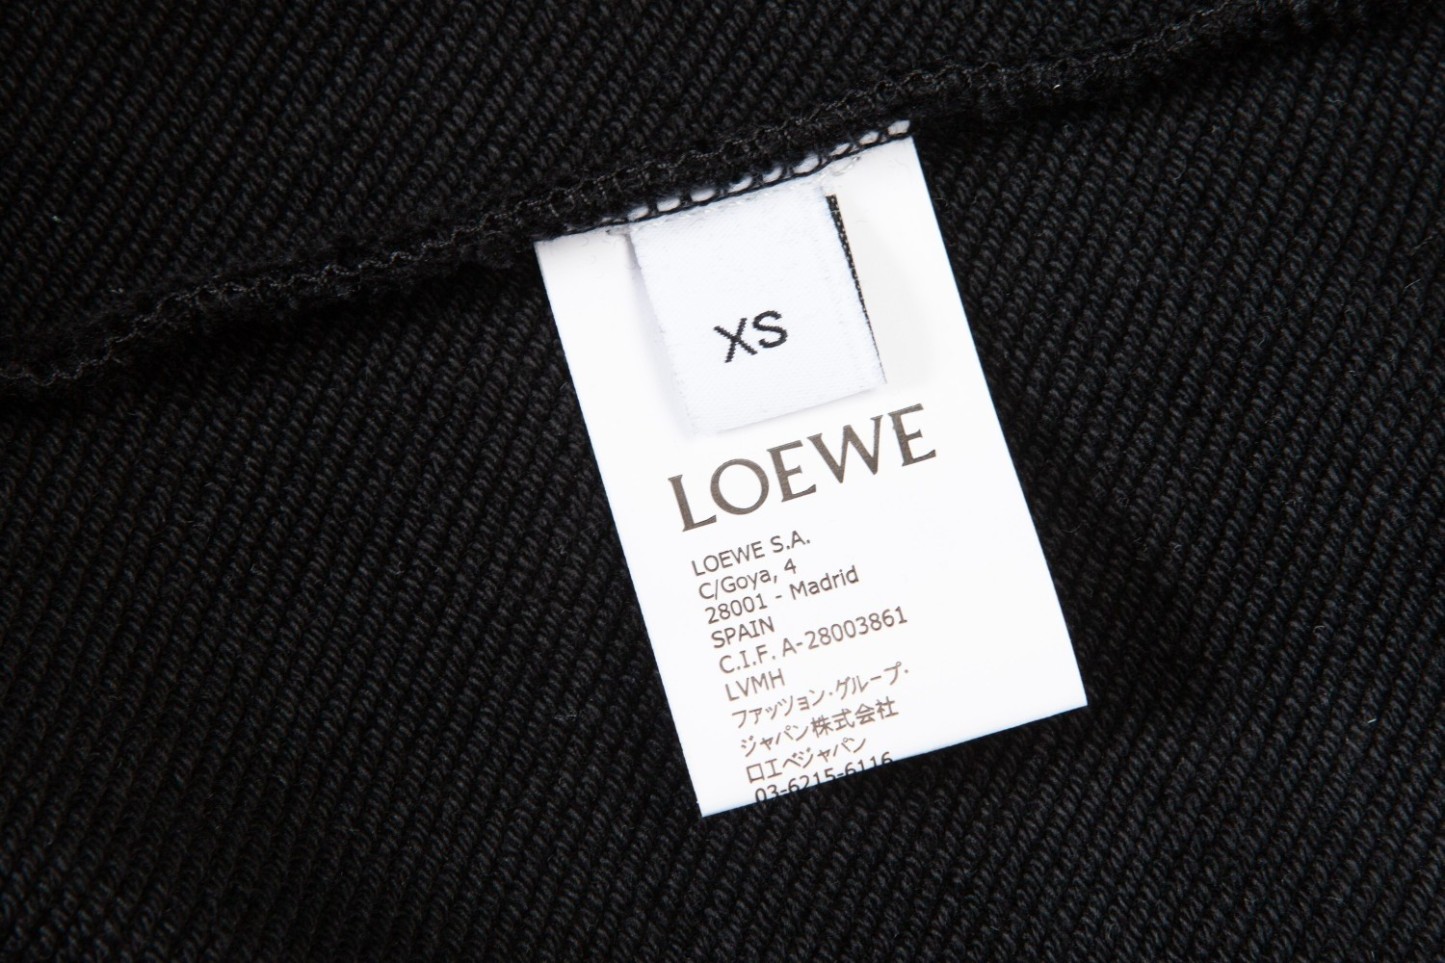 XS
LOEWE
LOEWE S.A.
C/Goya, 4
28001 - Madrid
SPAIN
C.I.F. A-28003861
LVMH
ファッツョン・グループ・
ジャパン株式会社
ロエベジャパン
03-6215-6116